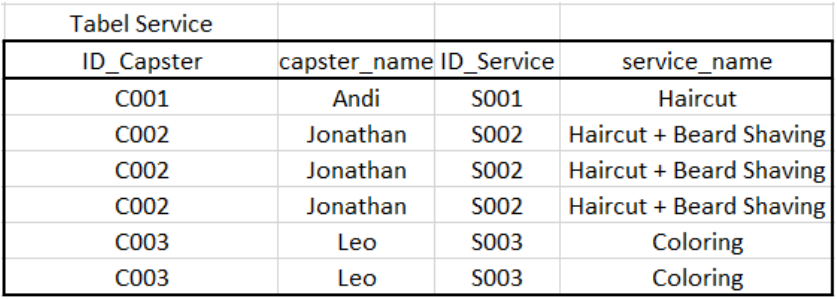 Tabel Service
ID_Capster capster_name ID_Service service_name
C001 Andi S001 Haircut
C002 Jonathan S002 Haircut + Beard Shaving
C002 Jonathan S002 Haircut + Beard Shaving
C002 Jonathan S002 Haircut + Beard Shaving
C003 Leo S003 Coloring
C003 Leo S003 Coloring